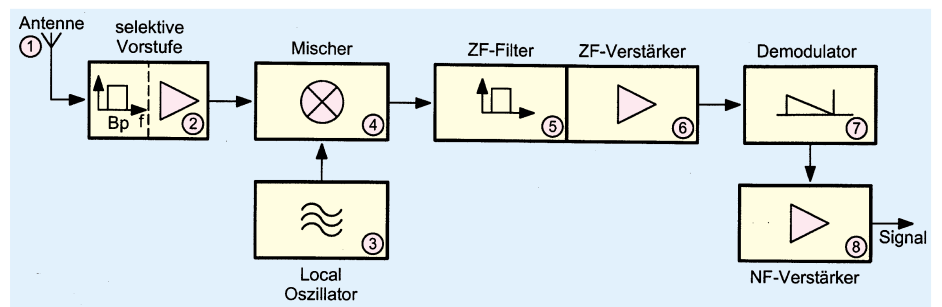 Antenne
1
selektive
Vorstufe
Bp
f
2
Mischer
4
3
Local
Oszillator
ZF-Filter
5
ZF-Verstärker
6
Demodulator
7
8
NF-Verstärker
Signal